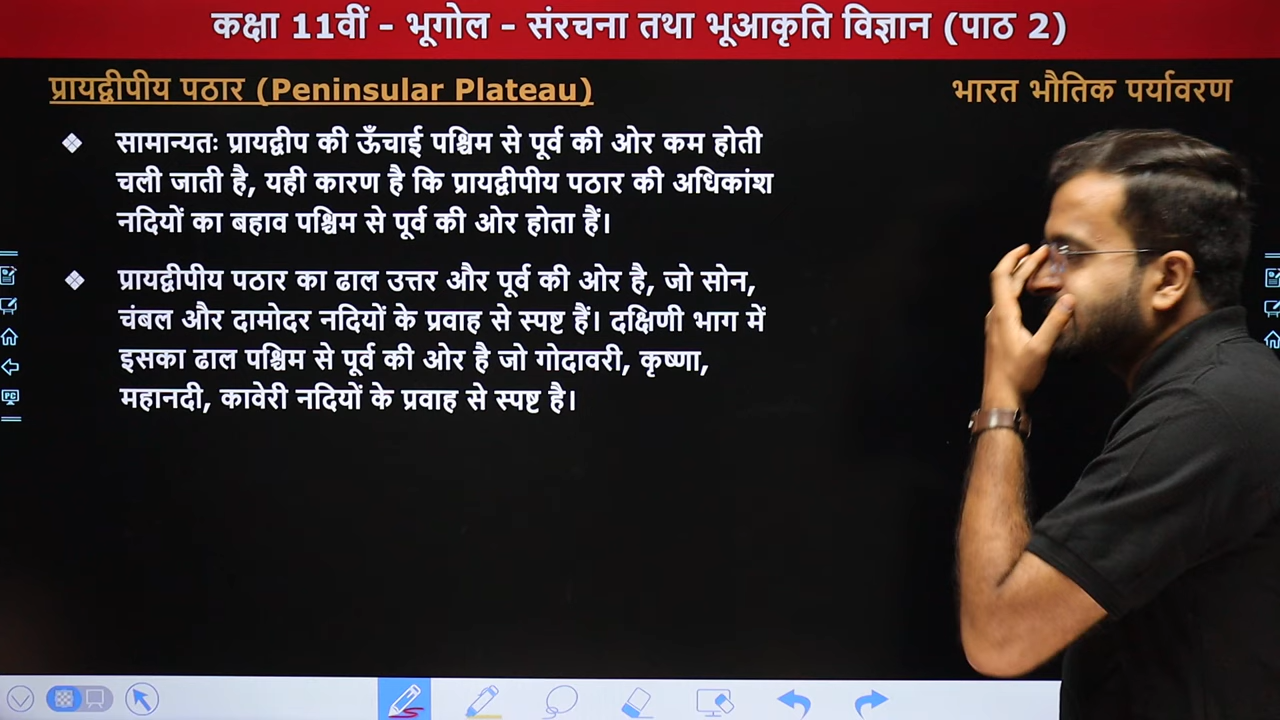 कक्षा 11वीं - भूगोल - संरचना तथा भूआकृति विज्ञान (पाठ 2)
प्रायद्वीपीय पठार (Peninsular Plateau)
भारत भौतिक पर्यावरण
❖ सामान्यतः प्रायद्वीप की ऊँचाई पश्चिम से पूर्व की ओर कम होती
चली जाती है, यही कारण है कि प्रायद्वीपीय पठार की अधिकांश
नदियों का बहाव पश्चिम से पूर्व की ओर होता हैं।
❖ प्रायद्वीपीय पठार का ढाल उत्तर और पूर्व की ओर है, जो सोन,
चंबल और दामोदर नदियों के प्रवाह से स्पष्ट हैं। दक्षिणी भाग में
इसका ढाल पश्चिम से पूर्व की ओर है जो गोदावरी, कृष्णा,
महानदी, कावेरी नदियों के प्रवाह से स्पष्ट है।
PC